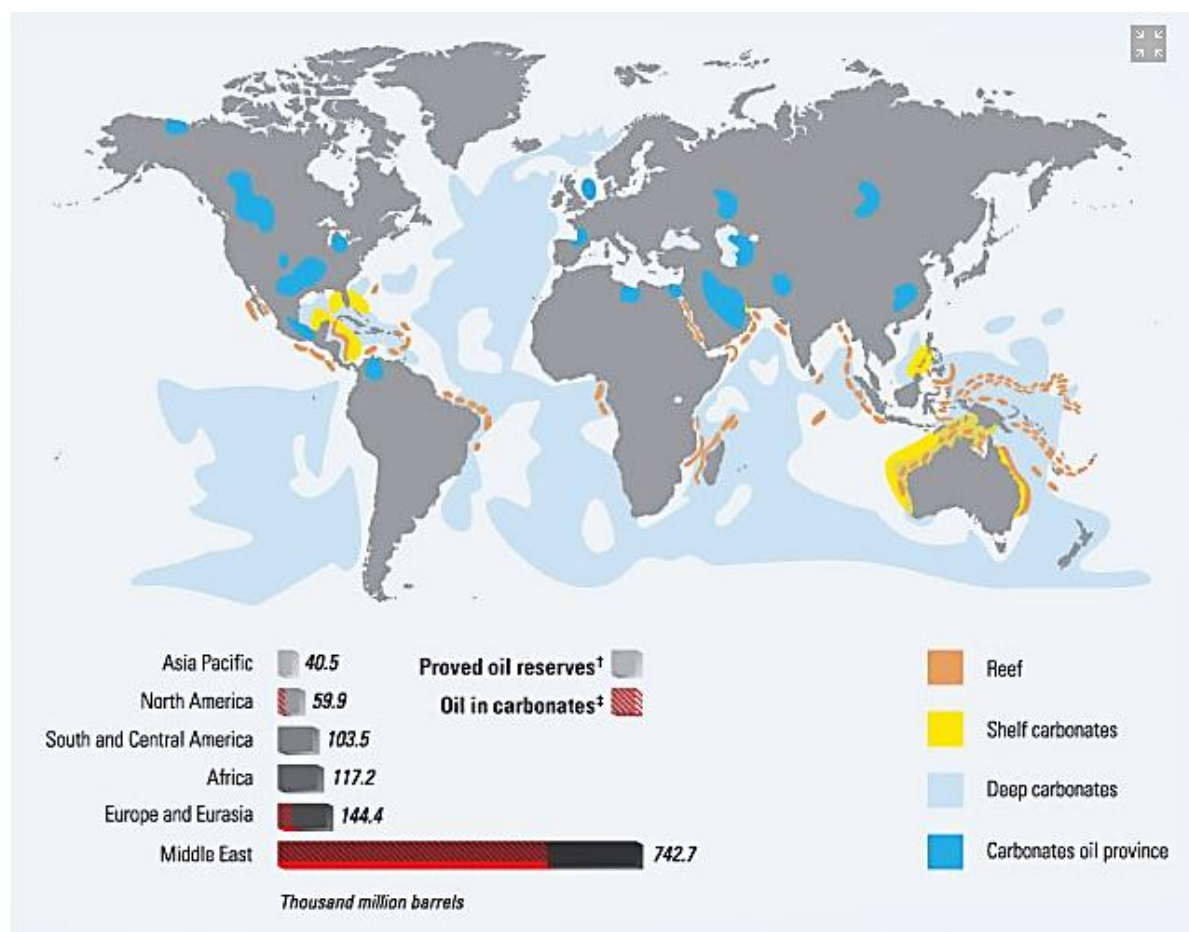 Asia Pacific 40.5
North America 59.9
South and Central America 103.5
Africa 117.2
Europe and Eurasia 144.4
Middle East 742.7
Thousand million barrels
Proved oil reserves†
Oil in carbonates‡
Reef
Shelf carbonates
Deep carbonates
Carbonates oil province